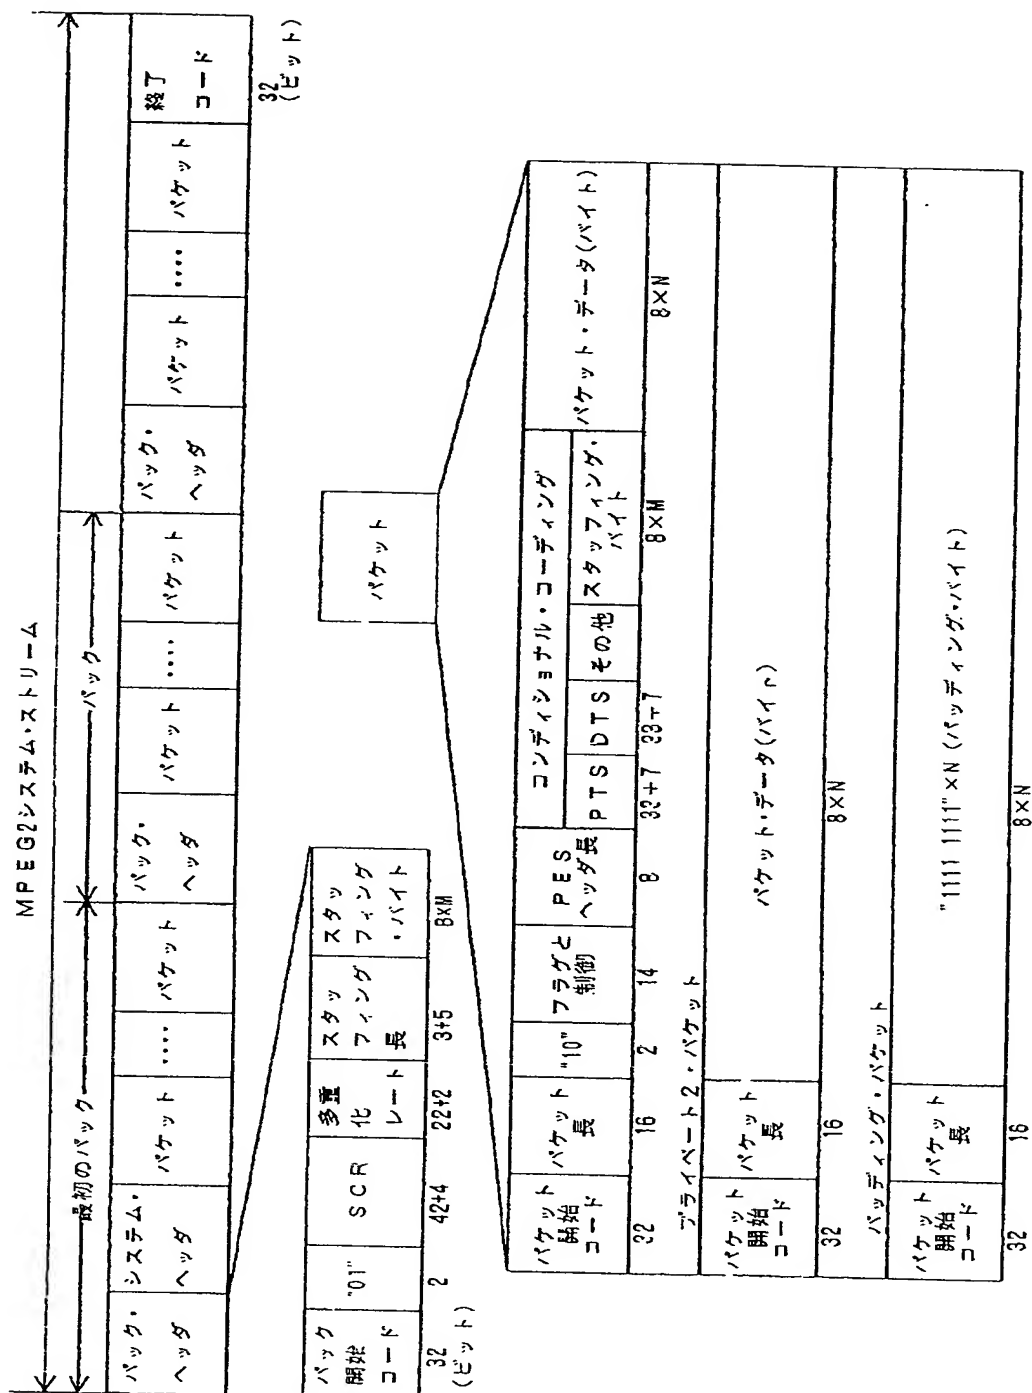 MPEG2システム・ストリーム
最初のパック
パック
パック・
ヘッダ
システム・
ヘッダ
パケット
....
パケット
パック・
ヘッダ
パケット
....
パケット
パック・
ヘッダ
パケット
....
パケット
終了
コード
32
(ビット)
パック
開始
コード
"01"
SCR
多重
化
レート
スタッ
フィング
長
スタッ
フィング
・バイト
32
(ビット)
2
42+4
22+2
3+5
8×M
パケット
パケット
開始
コード
パケット
長
"10"
フラグと
制御
PES
ヘッダ長
コンディショナル・コーディング
PTS
DTS
その他
スタッフィング・
バイト
パケット・データ(バイト)
32
16
2
14
8
33+7
33+7
8×M
8×N
プライベート2・パケット
パケット
開始
コード
パケット
長
パケット・データ(バイト)
32
16
8×N
パッディング・パケット
パケット
開始
コード
パケット
長
"1111 1111"×N(パッディング・バイト)
32
16
8×N